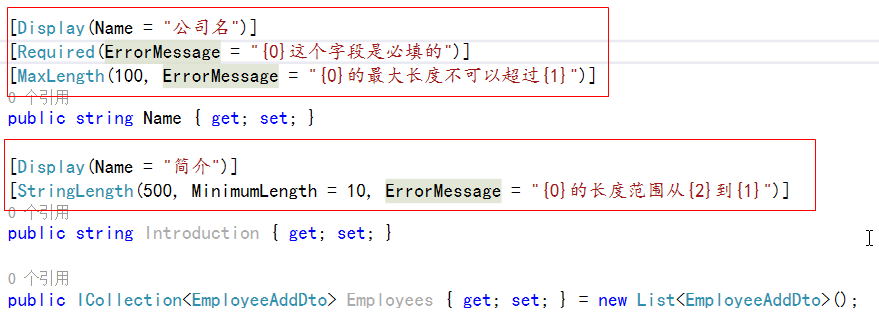 [Display(Name = "公司名")]
[Required(ErrorMessage = "{0}这个字段是必填的")]
[MaxLength(100, ErrorMessage = "{0}的最大长度不可以超过{1}")]
0 个引用
public string Name { get; set; }
[Display(Name = "简介")]
[StringLength(500, MinimumLength = 10, ErrorMessage = "{0}的长度范围从{2}到{1}")]
0 个引用
public string Introduction { get; set; }
0 个引用
public ICollection<EmployeeAddDto> Employees { get; set; } = new List<EmployeeAddDto>();